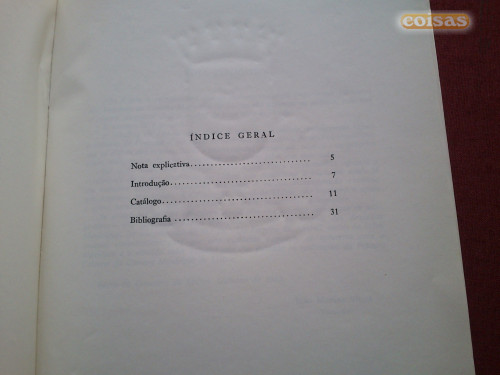 coisas
ÍNDICE GERAL
Nota explicativa.............................. 5
Introdução.................................... 7
Catálogo...................................... 11
Bibliografia ................................... 31